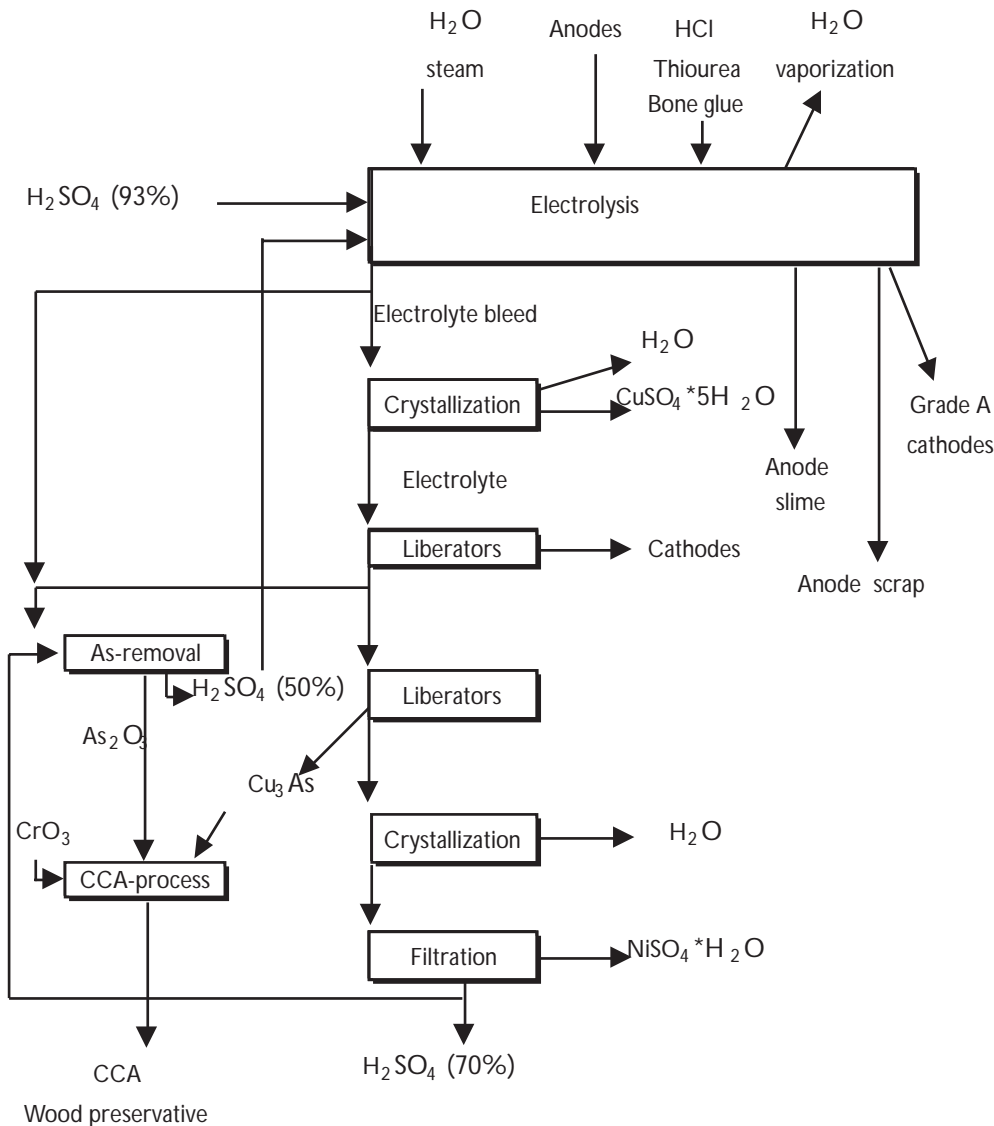 H₂O
steam
Anodes
HCl
Thiourea
Bone glue
H₂O
vaporization
H₂SO₄ (93%)
Electrolysis
Electrolyte bleed
H₂O
Crystallization
CuSO₄*5H₂O
Grade A
cathodes
Anode
slime
Electrolyte
Liberators
Cathodes
Anode scrap
As-removal
H₂SO₄ (50%)
Liberators
As₂O₃
Cu₃As
CrO₃
Crystallization
H₂O
CCA-process
Filtration
NiSO₄*H₂O
H₂SO₄ (70%)
CCA
Wood preservative